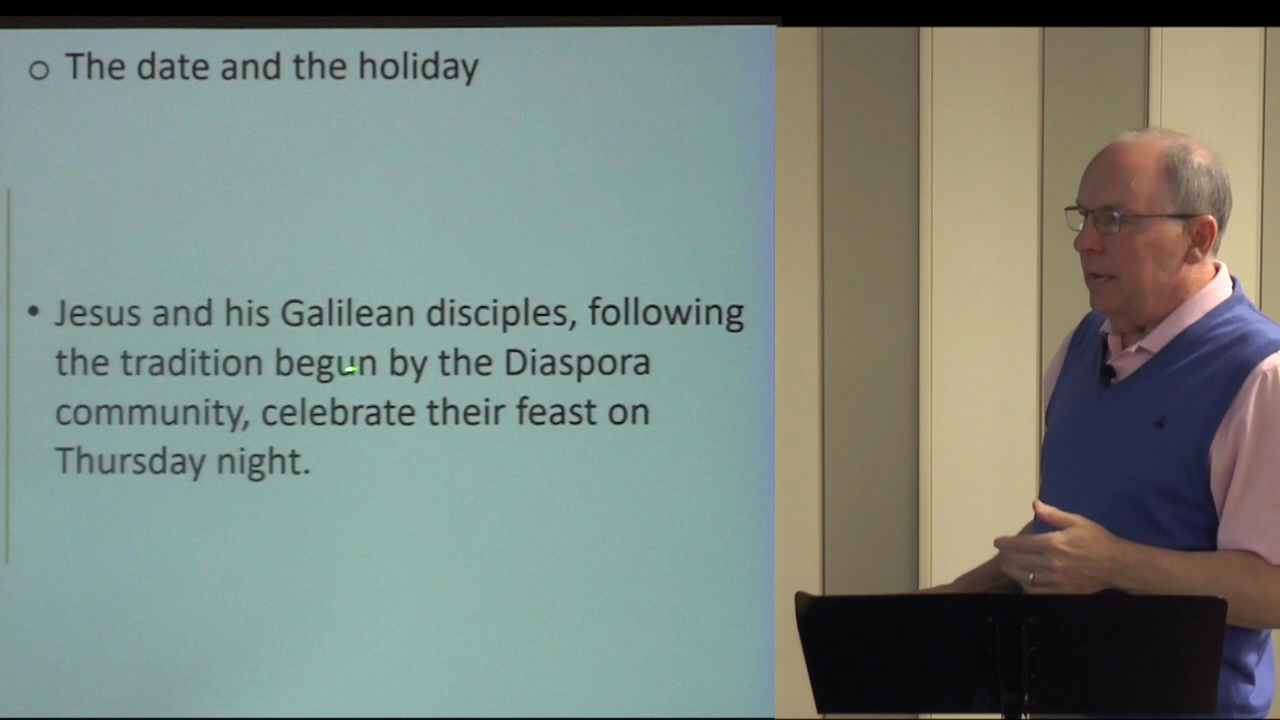 o The date and the holiday
• Jesus and his Galilean disciples, following
the tradition begun by the Diaspora
community, celebrate their feast on
Thursday night.